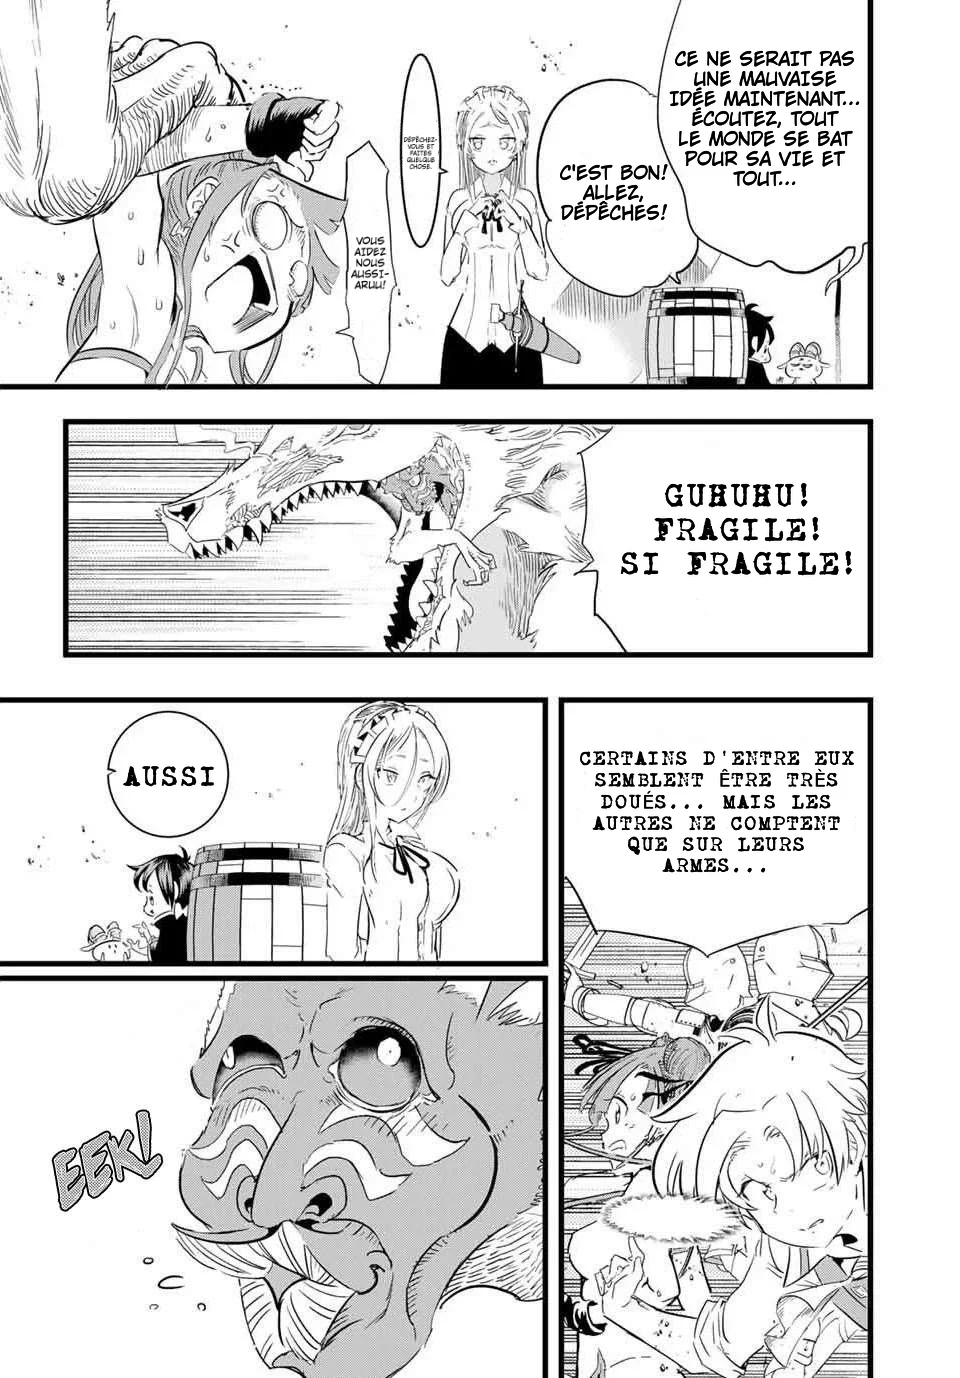 CE NE SERAIT PAS
UNE MAUVAISE
IDÉE MAINTENANT...
ÉCOUTEZ, TOUT
LE MONDE SE BAT
POUR SA VIE ET
TOUT...
C'EST BON!
ALLEZ,
DÉPÊCHES!
DÉPÊCHEZ-
VOUS ET
FAITES
QUELQUE
CHOSE.
VOUS
AIDEZ
NOUS
AUSSI-
ARUU!
GUHUHU!
FRAGILE!
SI FRAGILE!
CERTAINS D'ENTRE EUX
SEMBLENT ÊTRE TRÈS
DOUÉS... MAIS LES
AUTRES NE COMPTENT
QUE SUR LEURS
ARMES...
AUSSI
EEK!